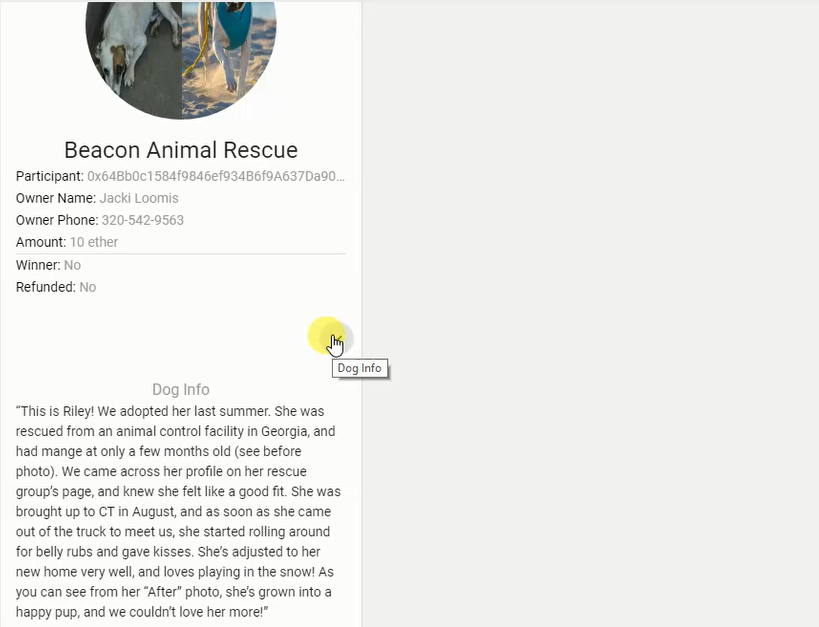 Beacon Animal Rescue
Participant: 0x64Bb0c1584f9846ef934B6f9A637Da90...
Owner Name: Jacki Loomis
Owner Phone: 320-542-9563
Amount: 10 ether
Winner: No
Refunded: No
Dog Info
Dog Info
“This is Riley! We adopted her last summer. She was
rescued from an animal control facility in Georgia, and
had mange at only a few months old (see before
photo). We came across her profile on her rescue
group’s page, and knew she felt like a good fit. She was
brought up to CT in August, and as soon as she came
out of the truck to meet us, she started rolling around
for belly rubs and gave kisses. She’s adjusted to her
new home very well, and loves playing in the snow! As
you can see from her “After” photo, she’s grown into a
happy pup, and we couldn’t love her more!”